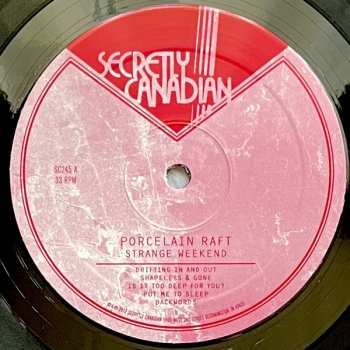 SECRETLY
CANADIAN
SC245 A
33 RPM
PORCELAIN RAFT
STRANGE WEEKEND
DRIFTING IN AND OUT
SHAPELESS & GONE
IS IT TOO DEEP FOR YOU?
PUT ME TO SLEEP
BACKWORDS